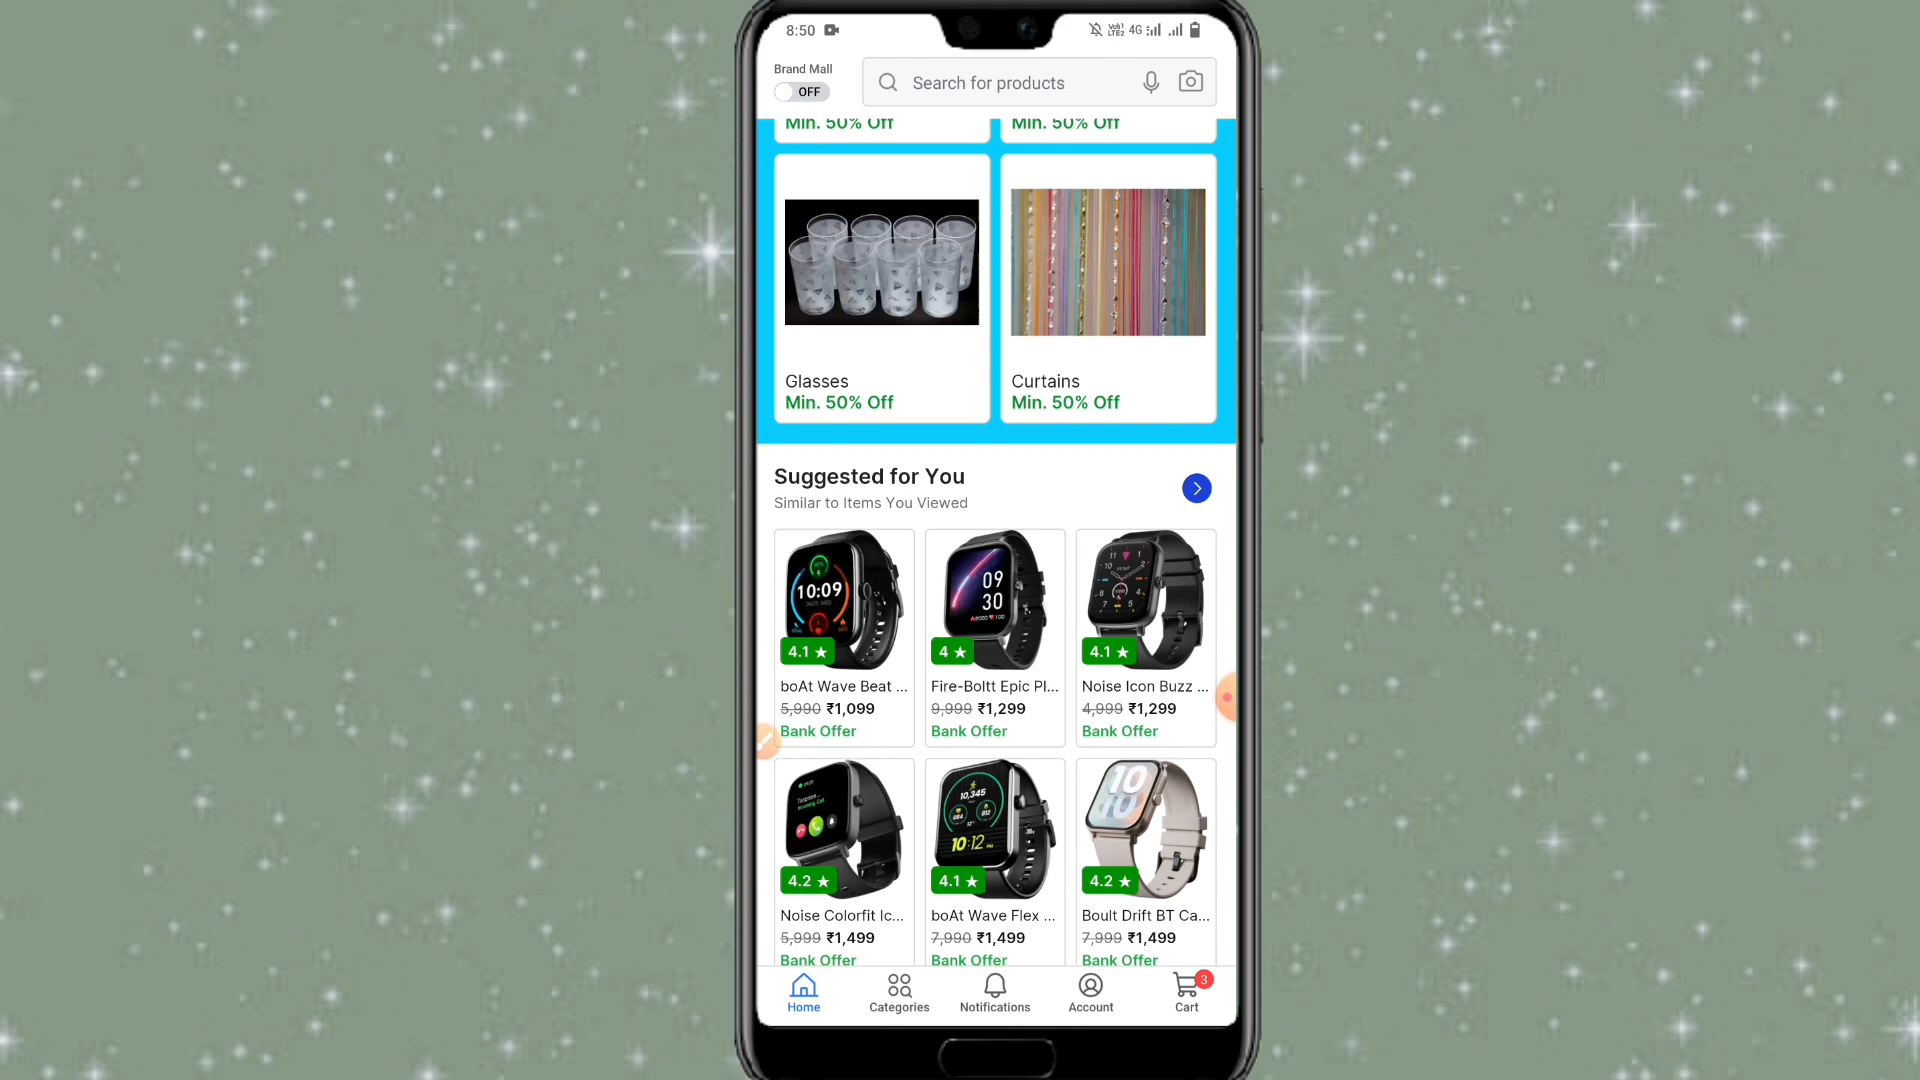 8:50
4G
Brand Mall
OFF
Search for products
Min. 50% Off
Min. 50% Off
Glasses
Min. 50% Off
Curtains
Min. 50% Off
Suggested for You
Similar to Items You Viewed
10:09
4.1 ★
boAt Wave Beat ...
5,990 ₹1,099
Bank Offer
09
30
4 ★
Fire-Boltt Epic Pl...
9,999 ₹1,299
Bank Offer
4.1 ★
Noise Icon Buzz ...
4,999 ₹1,299
Bank Offer
Incoming Call
4.2 ★
Noise Colorfit Ic...
5,999 ₹1,499
Bank Offer
10,345
10:12 PM
4.1 ★
boAt Wave Flex ...
7,990 ₹1,499
Bank Offer
10
4.2 ★
Boult Drift BT Ca...
7,999 ₹1,499
Bank Offer
Home
Categories
Notifications
Account
3
Cart